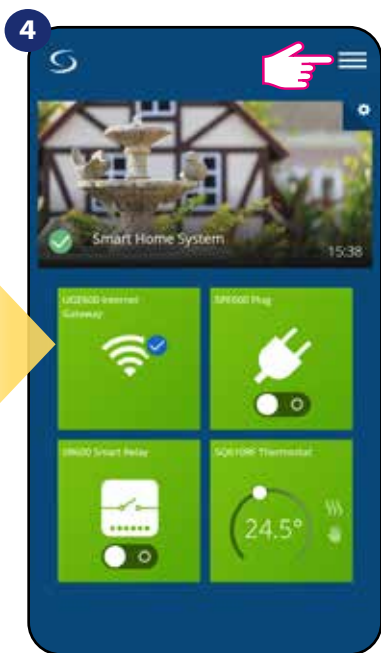 4
Smart Home System
15:38
UGE600 Internet
Gateway
SPE600 Plug
SR600 Smart Relay
SQ610RF Thermostat
24.5°